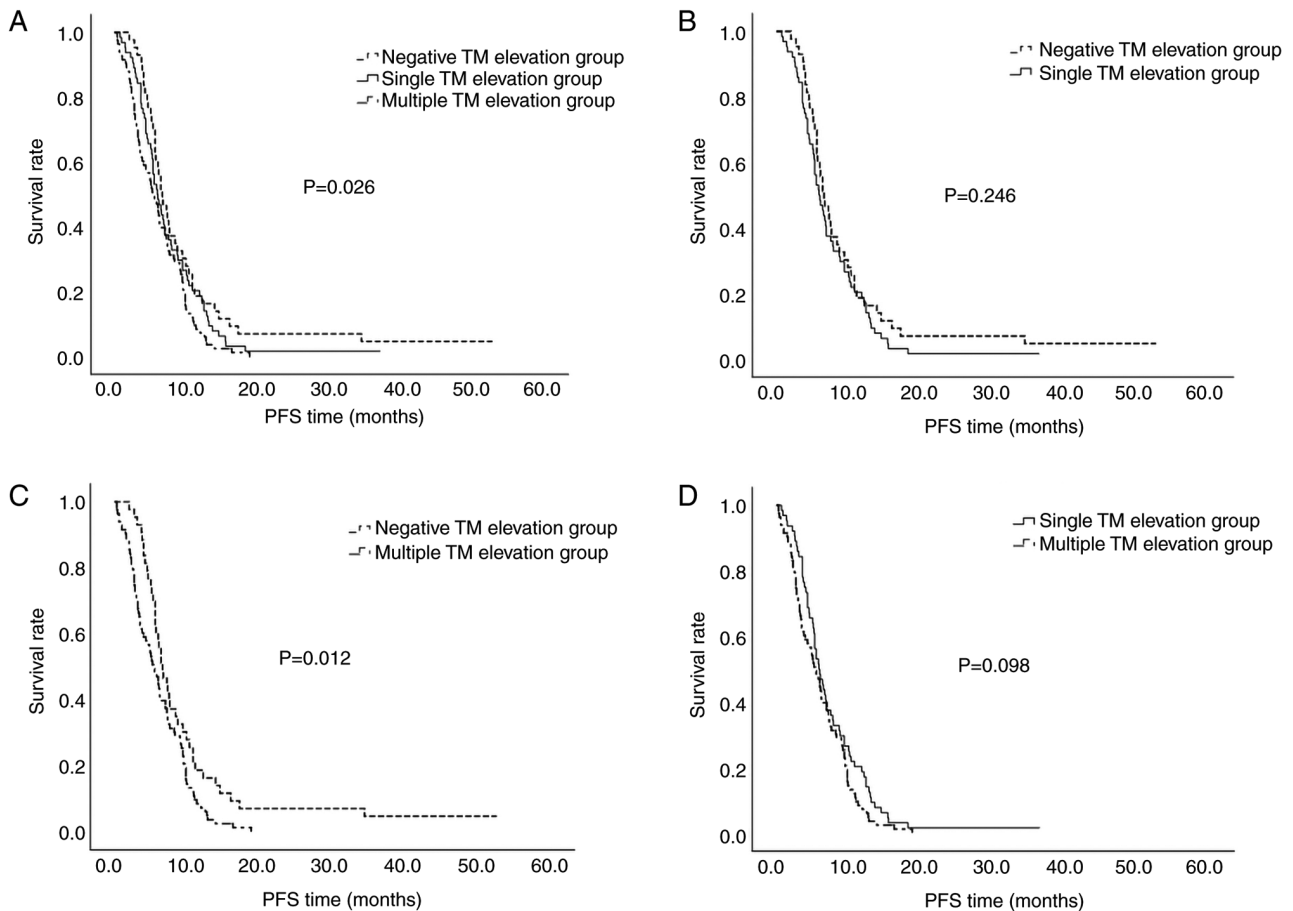 A
Negative TM elevation group
Single TM elevation group
Multiple TM elevation group
P=0.026
Survival rate
1.0
0.8
0.6
0.4
0.2
0.0
0.0 10.0 20.0 30.0 40.0 50.0 60.0
PFS time (months)
B
Negative TM elevation group
Single TM elevation group
P=0.246
Survival rate
1.0
0.8
0.6
0.4
0.2
0.0
0.0 10.0 20.0 30.0 40.0 50.0 60.0
PFS time (months)
C
Negative TM elevation group
Multiple TM elevation group
P=0.012
Survival rate
1.0
0.8
0.6
0.4
0.2
0.0
0.0 10.0 20.0 30.0 40.0 50.0 60.0
PFS time (months)
D
Single TM elevation group
Multiple TM elevation group
P=0.098
Survival rate
1.0
0.8
0.6
0.4
0.2
0.0
0.0 10.0 20.0 30.0 40.0 50.0 60.0
PFS time (months)